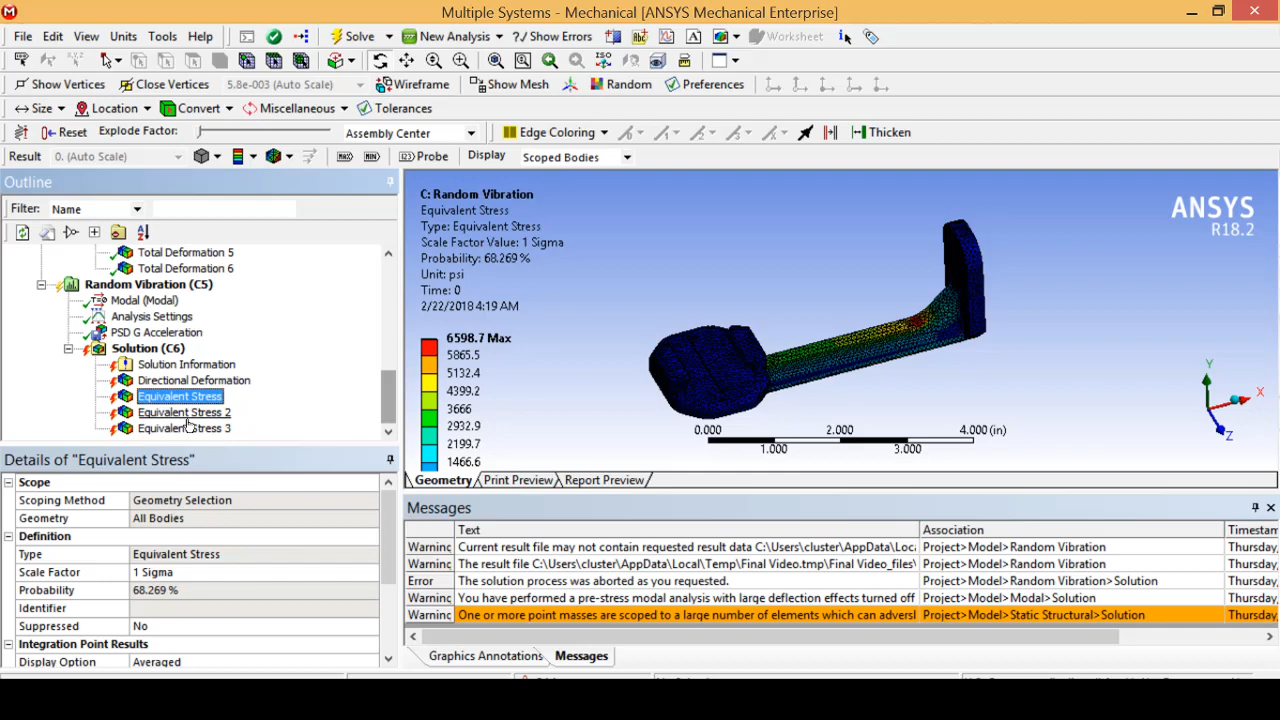 Multiple Systems - Mechanical [ANSYS Mechanical Enterprise]
File Edit View Units Tools Help Solve New Analysis ?/ Show Errors Worksheet
Show Vertices Close Vertices 5.8e-003 (Auto Scale) Wireframe Show Mesh Random Preferences
Size Location Convert Miscellaneous Tolerances
Reset Explode Factor: Assembly Center Edge Coloring Thicken
Result 0. (Auto Scale) MAX MIN Probe Display Scoped Bodies
Outline
Filter: Name
Total Deformation 5
Total Deformation 6
Random Vibration (C5)
Modal (Modal)
Analysis Settings
PSD G Acceleration
Solution (C6)
Solution Information
Directional Deformation
Equivalent Stress
Equivalent Stress 2
Equivalent Stress 3
Details of "Equivalent Stress"
Scope
Scoping Method Geometry Selection
Geometry All Bodies
Definition
Type Equivalent Stress
Scale Factor 1 Sigma
Probability 68.269 %
Identifier
Suppressed No
Integration Point Results
Display Option Averaged
C: Random Vibration
Equivalent Stress
Type: Equivalent Stress
Scale Factor Value: 1 Sigma
Probability: 68.269 %
Unit: psi
Time: 0
2/22/2018 4:19 AM
6598.7 Max
5865.5
5132.4
4399.2
3666
2932.9
2199.7
1466.6
ANSYS
R18.2
Y
X
Z
0.000 2.000 4.000 (in)
1.000 3.000
Geometry Print Preview Report Preview
Messages
Text Association Timestam
Warninc Current result file may not contain requested result data C:\Users\cluster\AppData\Loc Project>Model>Random Vibration Thursday,
Warninc The result file C:\Users\cluster\AppData\Local\Temp\Final Video.tmp\Final Video_files\ Project>Model>Random Vibration Thursday,
Error The solution process was aborted as you requested. Project>Model>Random Vibration>Solution Thursday,
Warninc You have performed a pre-stress modal analysis with large deflection effects turned off Project>Model>Modal>Solution Thursday,
Warninc One or more point masses are scoped to a large number of elements which can adversl Project>Model>Static Structural>Solution Thursday,
Graphics Annotations Messages